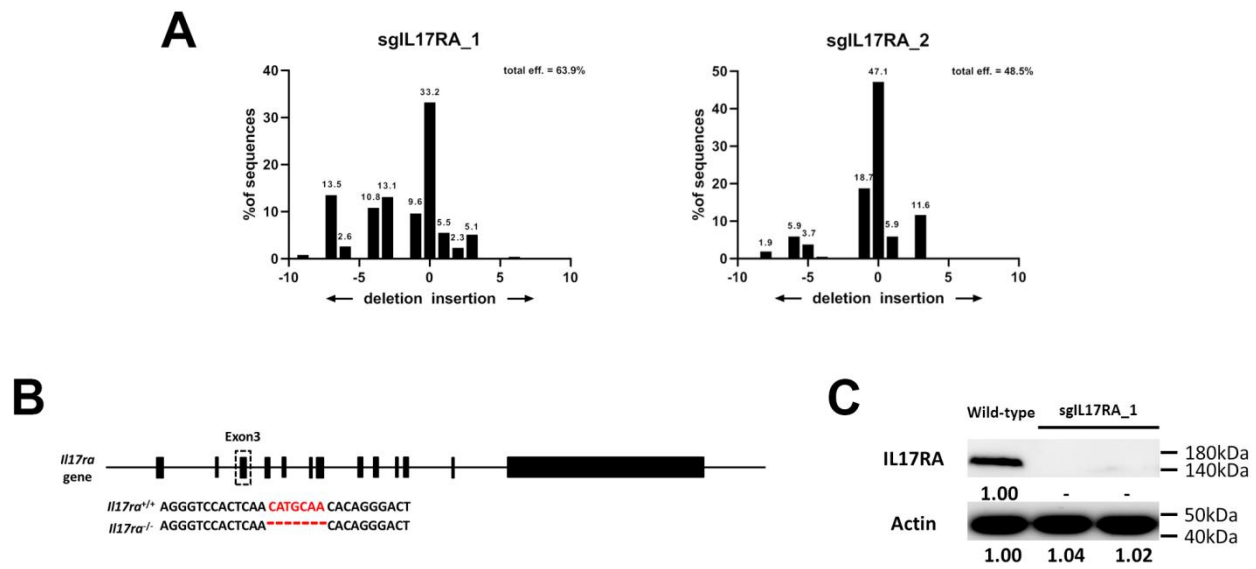 A
sgIL17RA_1
total eff. = 63.9%
%of sequences
40
30
20
10
0
13.5
2.6
10.8
13.1
9.6
33.2
5.5
2.3
5.1
-10
-5
0
5
10
deletion insertion
sgIL17RA_2
total eff. = 48.5%
%of sequences
50
40
30
20
10
0
1.9
5.9
3.7
18.7
47.1
5.9
11.6
-10
-5
0
5
10
deletion insertion
B
Exon3
Il17ra
gene
Il17ra+/+ AGGGTCCACTCAA CATGCAA CACAGGGACT
Il17ra-/- AGGGTCCACTCAA-------CACAGGGACT
C
Wild-type sgIL17RA_1
IL17RA
180kDa
140kDa
1.00 - -
Actin
50kDa
40kDa
1.00 1.04 1.02